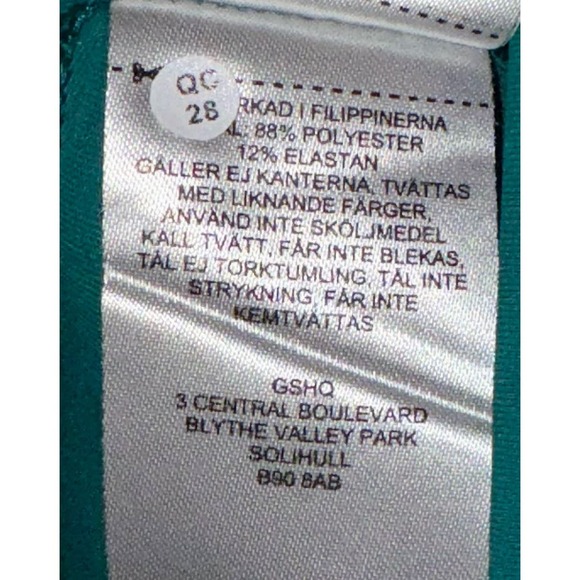 QC
28
RKAD I FILIPPINERNA
AL: 88% POLYESTER
12% ELASTAN
GÄLLER EJ KANTERNA. TVÄTTAS
MED LIKNANDE FÄRGER,
ANVÄND INTE SKÖLJMEDEL
KALL TVÄTT, FÅR INTE BLEKAS,
TÅL EJ TORKTUMLING, TÅL INTE
STRYKNING, FÅR INTE
KEMTVÄTTAS
GSHQ
3 CENTRAL BOULEVARD
BLYTHE VALLEY PARK
SOLIHULL
B90 8AB